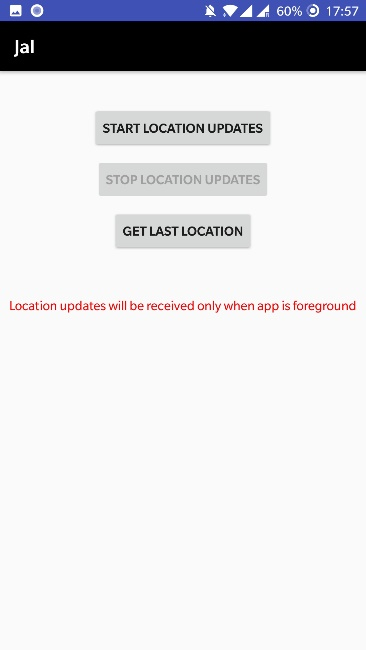 60% 17:57
Jal
START LOCATION UPDATES
STOP LOCATION UPDATES
GET LAST LOCATION
Location updates will be received only when app is foreground